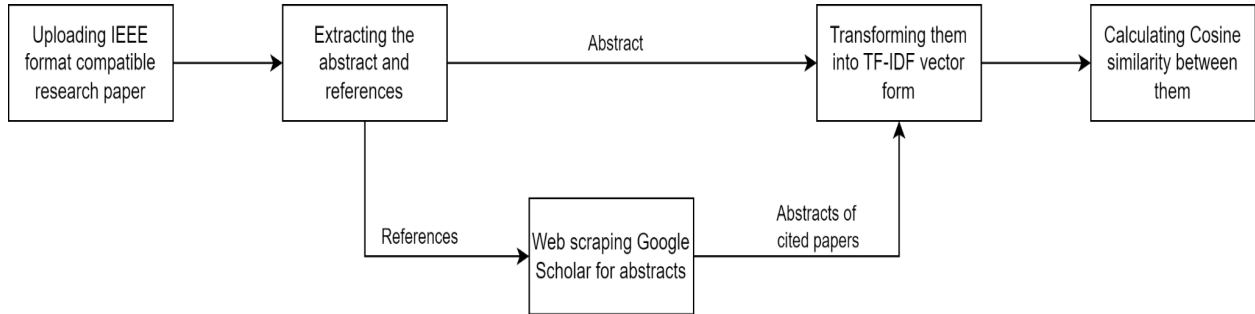 Uploading IEEE
format compatible
research paper
Extracting the
abstract and
references
Abstract
Transforming them
into TF-IDF vector
form
Calculating Cosine
similarity between
them
References
Web scraping Google
Scholar for abstracts
Abstracts of
cited papers